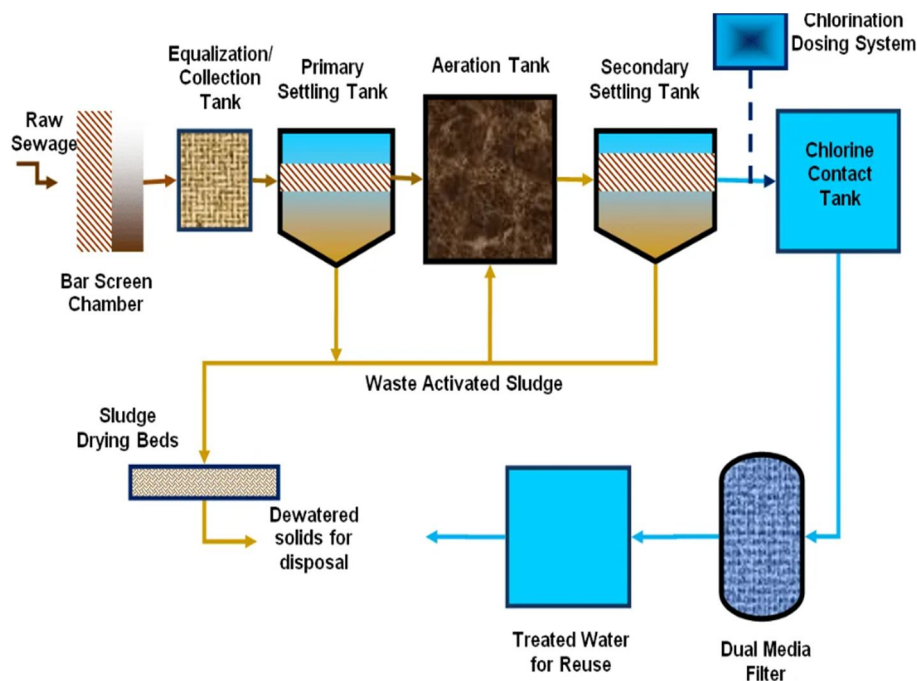 Chlorination
Dosing System
Equalization/
Collection
Tank
Primary
Settling Tank
Aeration Tank
Secondary
Settling Tank
Raw
Sewage
Chlorine
Contact
Tank
Bar Screen
Chamber
Waste Activated Sludge
Sludge
Drying Beds
Dewatered
solids for
disposal
Treated Water
for Reuse
Dual Media
Filter